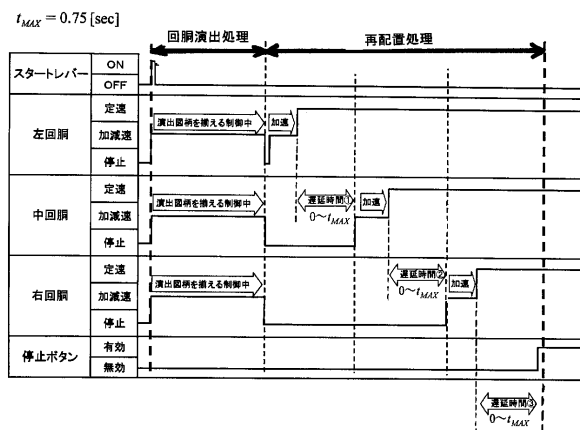 t_MAX = 0.75 [sec]
回胴演出処理
再配置処理
スタートレバー
ON
OFF
左回胴
定速
加減速
停止
演出図柄を揃える制御中
加速
中回胴
定速
加減速
停止
演出図柄を揃える制御中
遅延時間①
0～t_MAX
加速
右回胴
定速
加減速
停止
演出図柄を揃える制御中
遅延時間②
0～t_MAX
加速
停止ボタン
有効
無効
遅延時間③
0～t_MAX